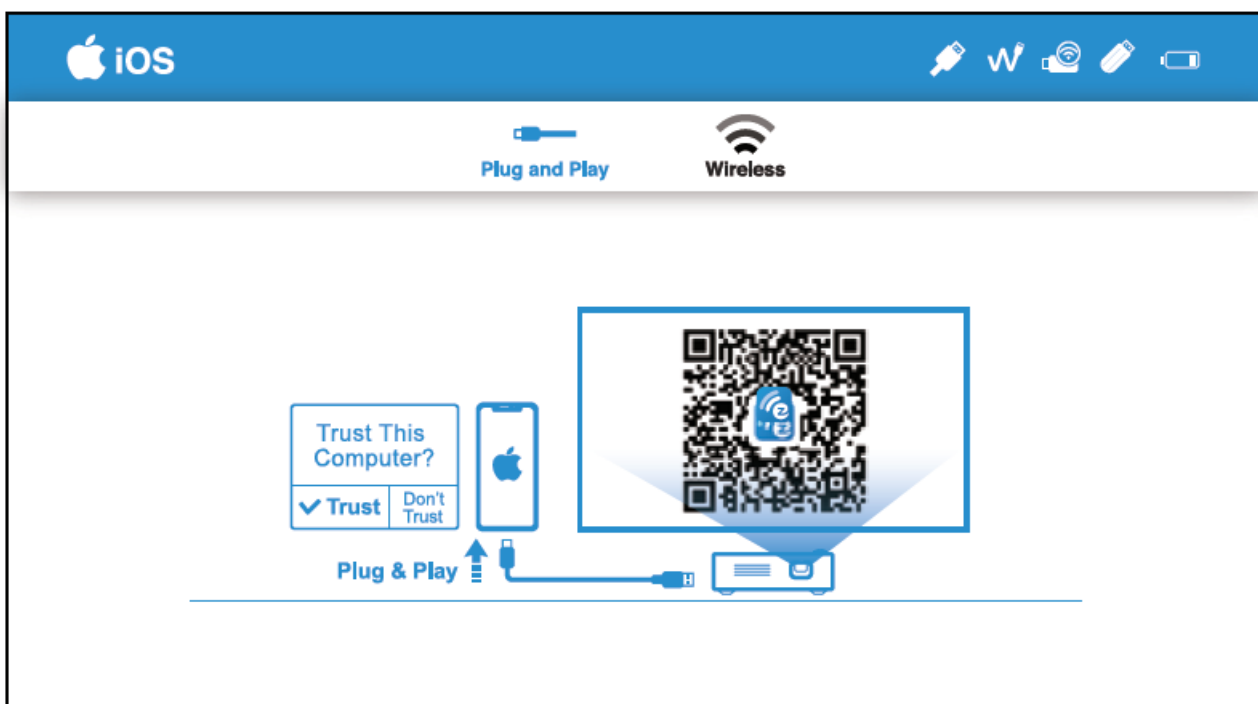 iOS
Plug and Play
Wireless
Trust This
Computer?
Trust
Don't
Trust
Plug & Play